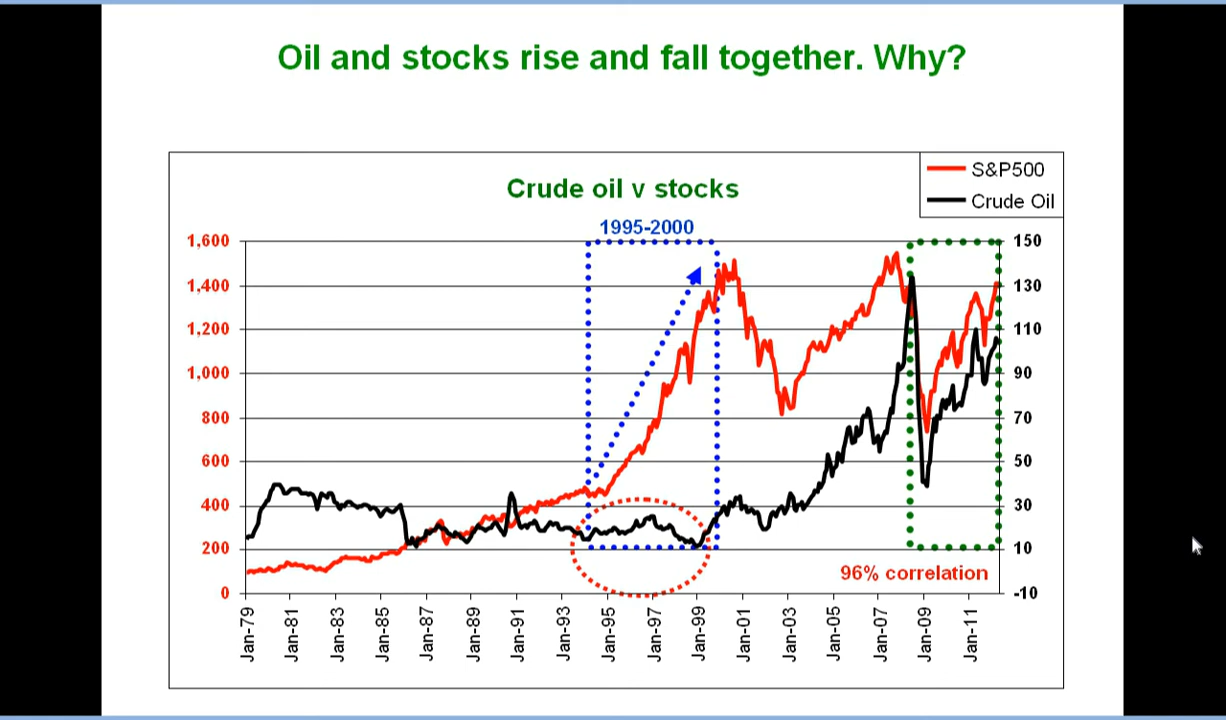 Oil and stocks rise and fall together. Why?
S&P500
Crude Oil
Crude oil v stocks
1995-2000
1,600
1,400
1,200
1,000
800
600
400
200
0
150
130
110
90
70
50
30
10
-10
96% correlation
Jan-79
Jan-81
Jan-83
Jan-85
Jan-87
Jan-89
Jan-91
Jan-93
Jan-95
Jan-97
Jan-99
Jan-01
Jan-03
Jan-05
Jan-07
Jan-09
Jan-11